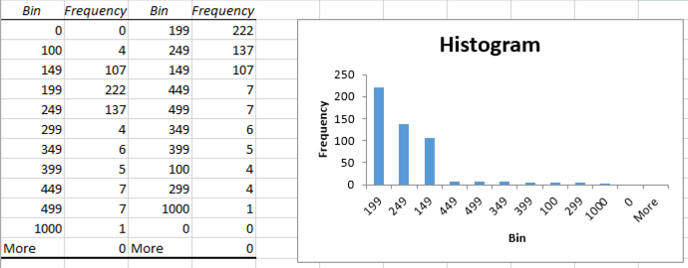 Bin Frequency Bin Frequency
0 0 199 222
100 4 249 137
149 107 149 107
199 222 449 7
249 137 499 7
299 4 349 6
349 6 399 5
399 5 100 4
449 7 299 4
499 7 1000 1
1000 1 0 0
More 0 More 0
Histogram
Frequency
250
200
150
100
50
0
199 249 149 449 499 349 399 100 299 1000 0 More
Bin